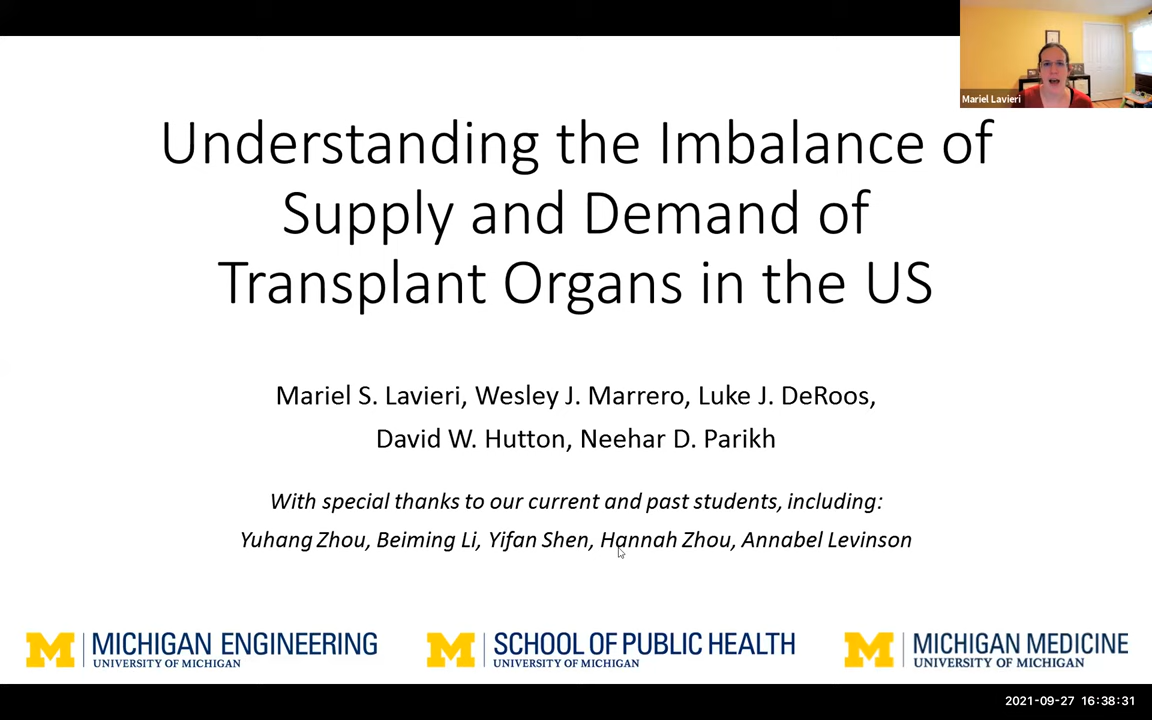 Mariel Lavieri
Understanding the Imbalance of
Supply and Demand of
Transplant Organs in the US
Mariel S. Lavieri, Wesley J. Marrero, Luke J. DeRoos,
David W. Hutton, Neehar D. Parikh
With special thanks to our current and past students, including:
Yuhang Zhou, Beiming Li, Yifan Shen, Hannah Zhou, Annabel Levinson
M MICHIGAN ENGINEERING
UNIVERSITY OF MICHIGAN
M SCHOOL OF PUBLIC HEALTH
UNIVERSITY OF MICHIGAN
M MICHIGAN MEDICINE
UNIVERSITY OF MICHIGAN
2021-09-27 16:38:31